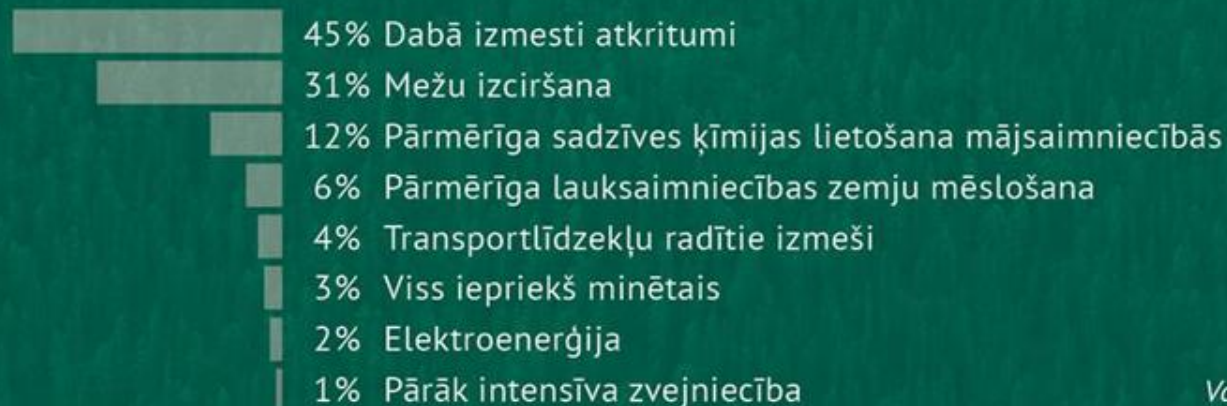 45% Dabā izmesti atkritumi
31% Mežu izciršana
12% Pārmērīga sadzīves ķīmijas lietošana mājsaimniecībās
6% Pārmērīga lauksaimniecības zemju mēslošana
4% Transportlīdzekļu radītie izmeši
3% Viss iepriekš minētais
2% Elektroenerģija
1% Pārāk intensīva zvejniecība